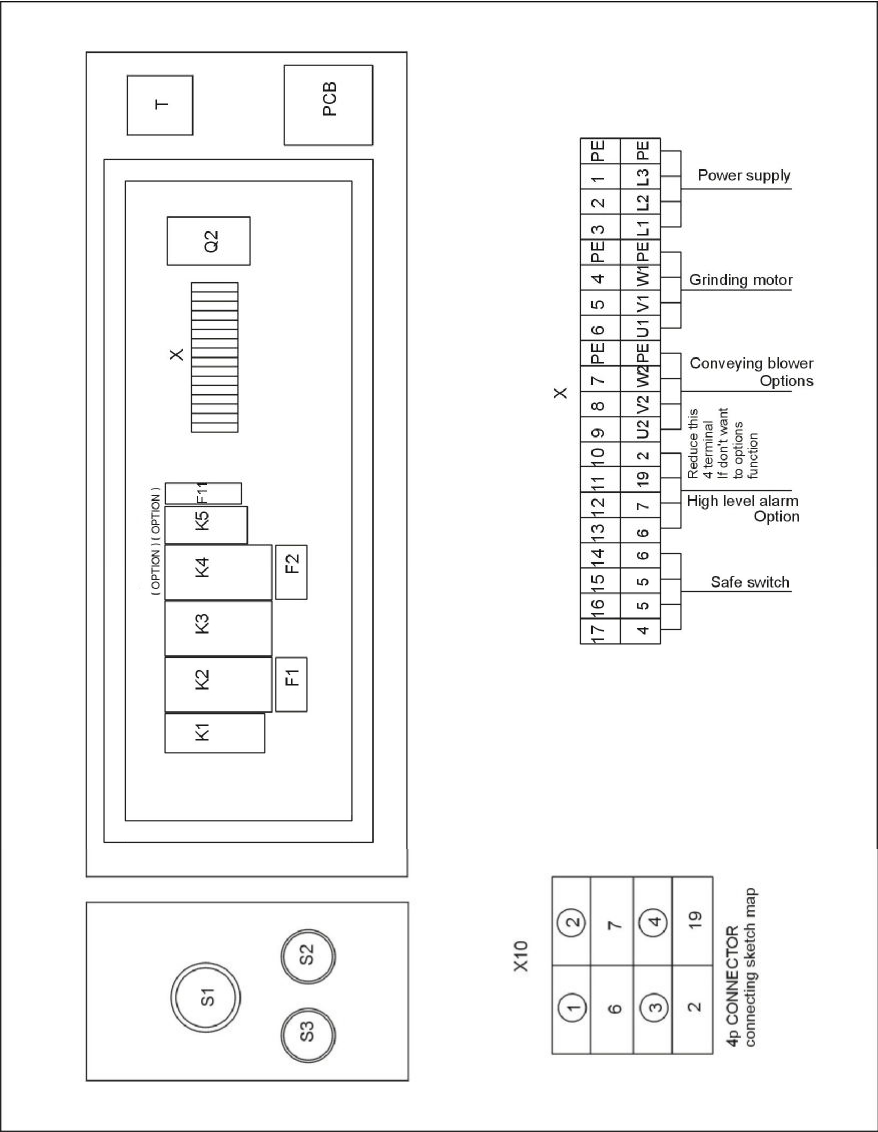 T
PCB
Q2
X
F11
K5
K4
K3
K2
K1
( OPTION ) ( OPTION )
F2
F1
S1
S2
S3
X
PE PE
1 L3
2 L2
3 L1
PE PE
4 W1
5 V1
6 U1
PE PE
7 W2
8 V2
9 U2
10 2
11 19
12 7
13 6
14 6
15 5
16 5
17 4
Power supply
Grinding motor
Conveying blower
Options
Reduce this
4 terminal
If don't want
to options
function
High level alarm
Option
Safe switch
X10
1 2
6 7
3 4
2 19
4p CONNECTOR
connecting sketch map